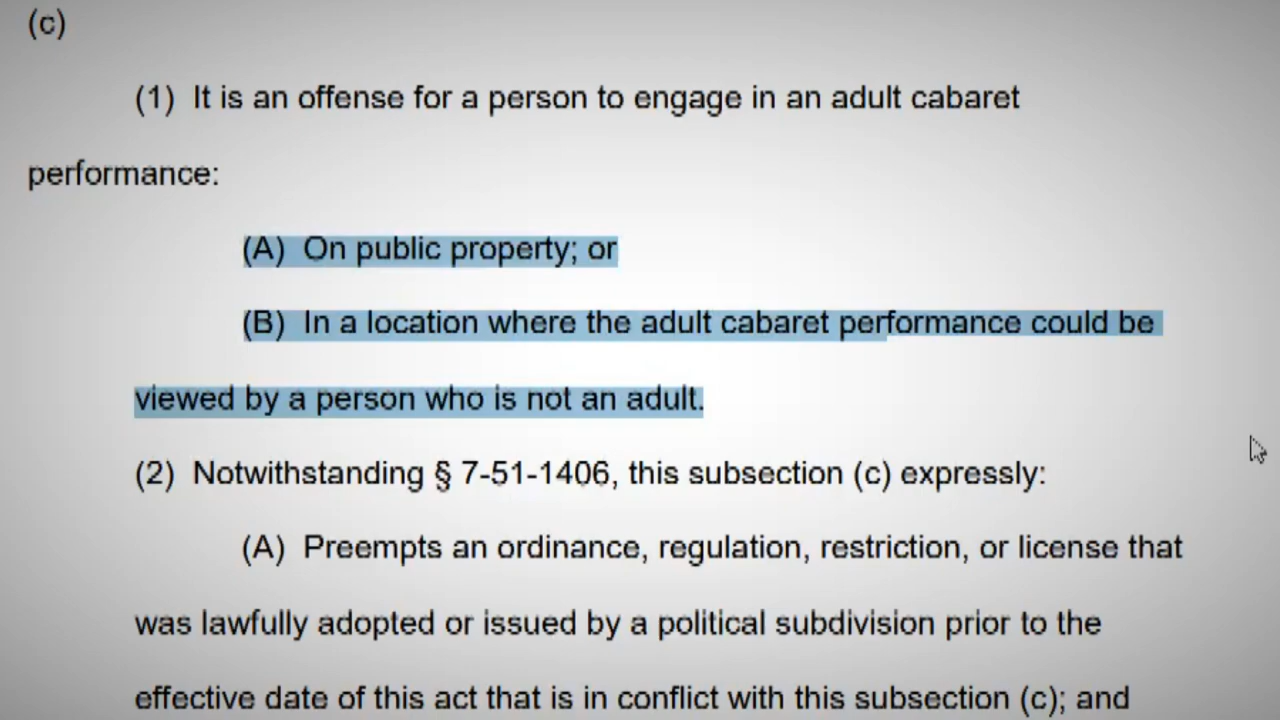 (c)
(1) It is an offense for a person to engage in an adult cabaret
performance:
(A) On public property; or
(B) In a location where the adult cabaret performance could be
viewed by a person who is not an adult.
(2) Notwithstanding § 7-51-1406, this subsection (c) expressly:
(A) Preempts an ordinance, regulation, restriction, or license that
was lawfully adopted or issued by a political subdivision prior to the
effective date of this act that is in conflict with this subsection (c); and